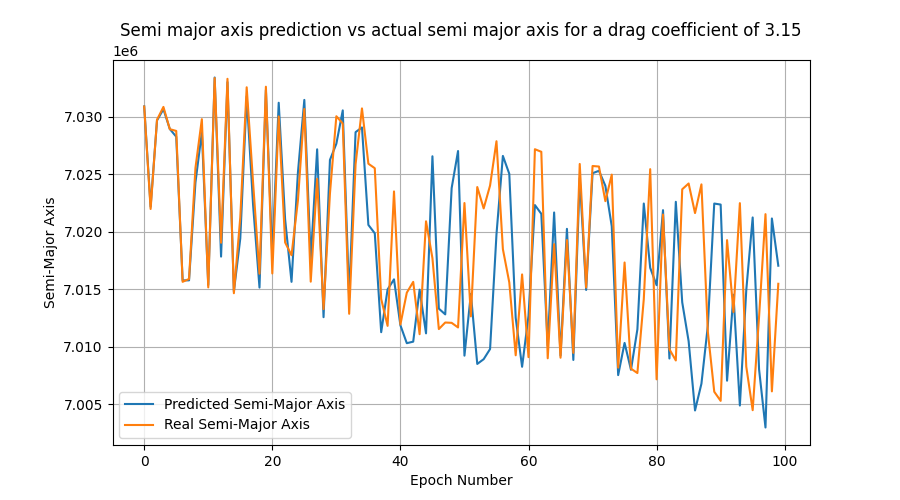 Semi major axis prediction vs actual semi major axis for a drag coefficient of 3.15
1e6
7.030
7.025
7.020
7.015
7.010
7.005
Semi-Major Axis
Predicted Semi-Major Axis
Real Semi-Major Axis
0 20 40 60 80 100
Epoch Number